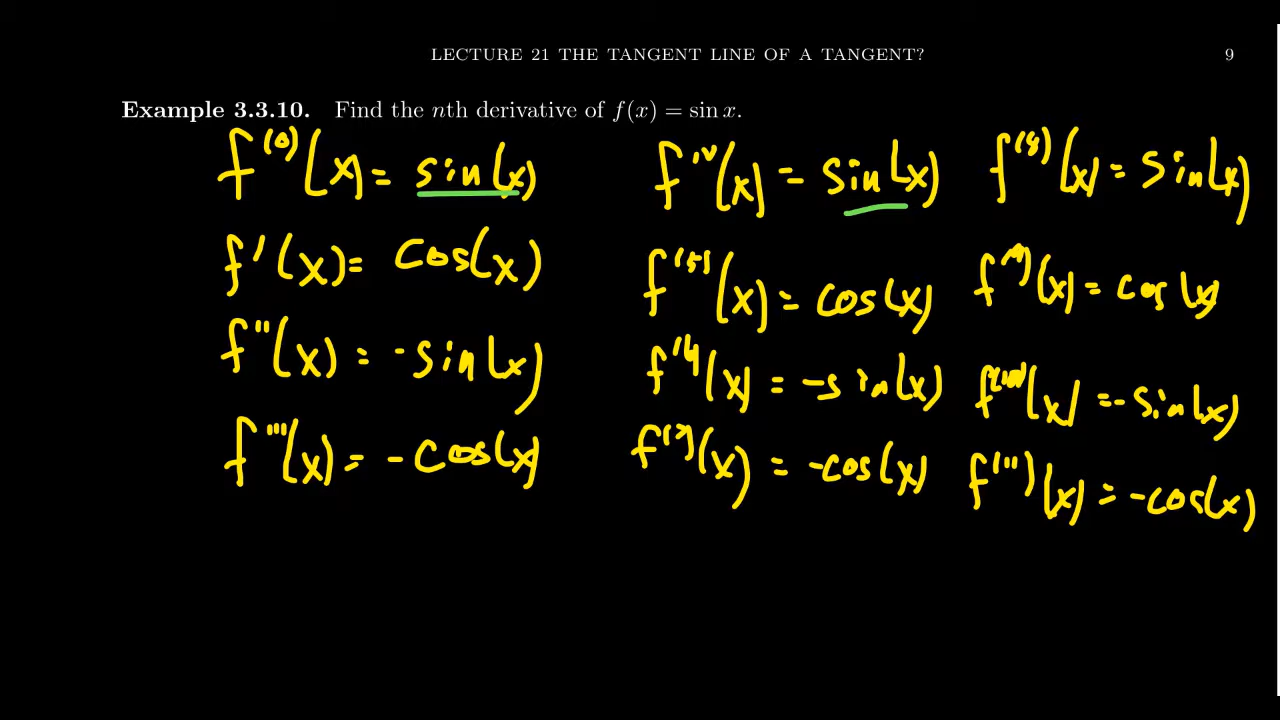 LECTURE 21 THE TANGENT LINE OF A TANGENT? 9
Example 3.3.10. Find the nth derivative of f(x) = sin x.
f^(0)(x) = sin(x)
f'(x) = cos(x)
f''(x) = -sin(x)
f'''(x) = -cos(x)
f^IV(x) = sin(x)
f^(5)(x) = cos(x)
f^(6)(x) = -sin(x)
f^(7)(x) = -cos(x)
f^(8)(x) = sin(x)
f^(9)(x) = cos(x)
f^(10)(x) = -sin(x)
f^(11)(x) = -cos(x)